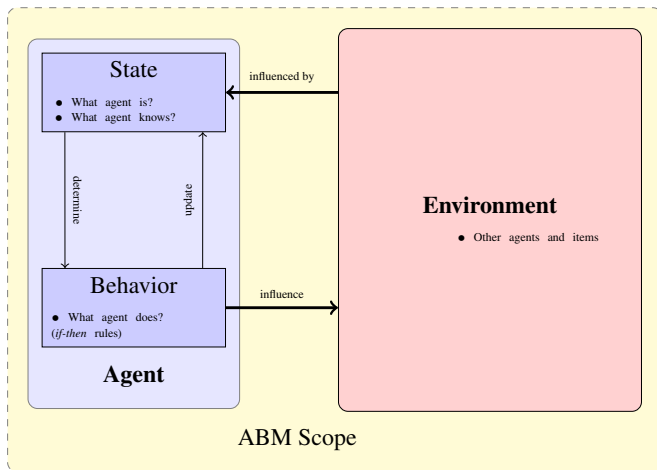 State
● What agent is?
● What agent knows?
influenced by
determine
update
Environment
● Other agents and items
Behavior
● What agent does?
(if-then rules)
influence
Agent
ABM Scope